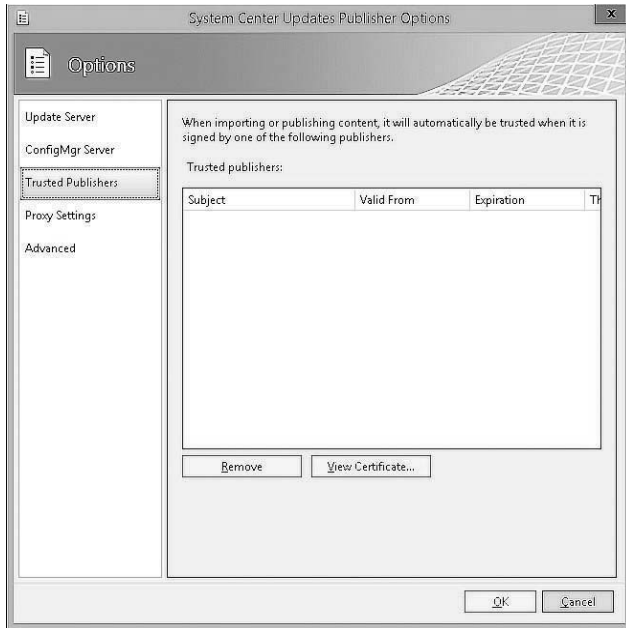 System Center Updates Publisher Options
x
Options
Update Server
ConfigMgr Server
Trusted Publishers
Proxy Settings
Advanced
When importing or publishing content, it will automatically be trusted when it is
signed by one of the following publishers.
Trusted publishers:
Subject Valid From Expiration Th
Remove View Certificate...
OK Cancel